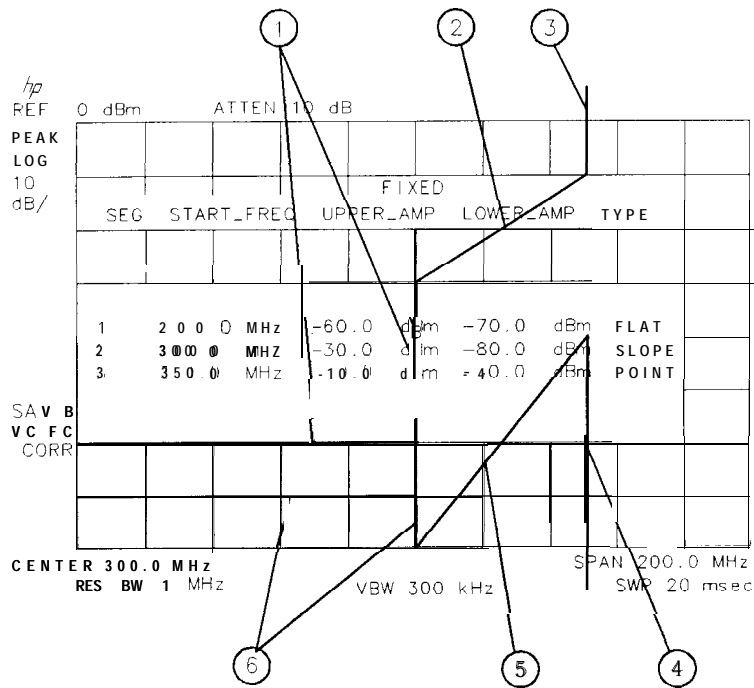 1 2 3
hp
REF 0 dBm ATTEN 10 dB
PEAK
LOG
10
dB/
FIXED
SEG START_FREQ UPPER_AMP LOWER_AMP TYPE
1 200 0 MHz -60.0 dBm -70.0 dBm FLAT
2 300 0 MHZ -30.0 dBm -80.0 dBm SLOPE
3 350.0 MHz -10.0 d m -40.0 dBm POINT
SAV B
VC FC
CORR
CENTER 300.0 MHz SPAN 200.0 MHz
RES BW 1 MHz VBW 300 kHz SWP 20 msec
6 5 4